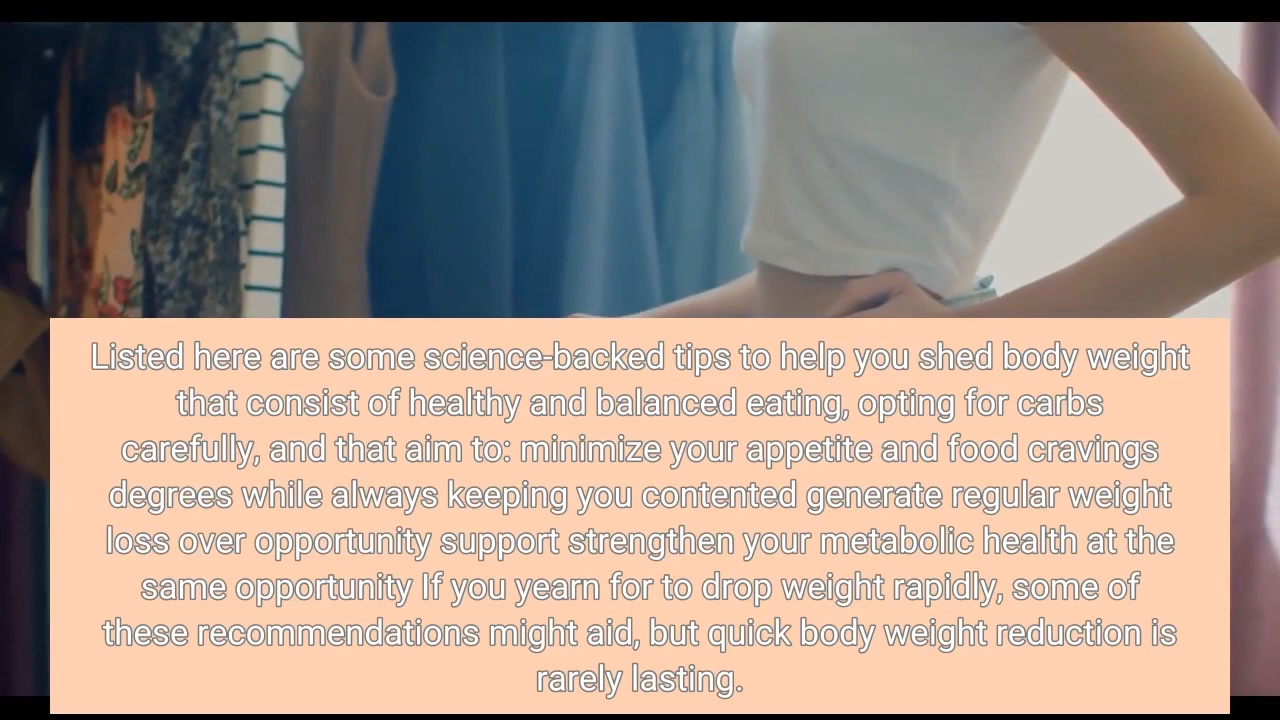 Listed here are some science-backed tips to help you shed body weight
that consist of healthy and balanced eating, opting for carbs
carefully, and that aim to: minimize your appetite and food cravings
degrees while always keeping you contented generate regular weight
loss over opportunity support strengthen your metabolic health at the
same opportunity If you yearn for to drop weight rapidly, some of
these recommendations might aid, but quick body weight reduction is
rarely lasting.